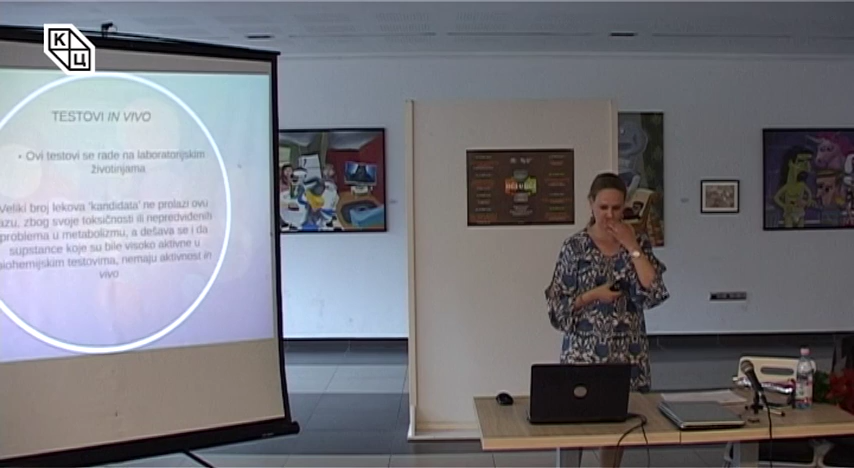 К
Ц
TESTOVI IN VIVO
• Ovi testovi se rade na laboratorijskim
životinjama
Veliki broj lekova 'kandidata' ne prolazi ovu
azu, zbog svoje toksičnosti ili nepredviđenih
problema u metabolizmu, a dešava se i da
supstance koje su bile visoko aktivne u
biohemijskim testovima, nemaju aktivnost in
vivo